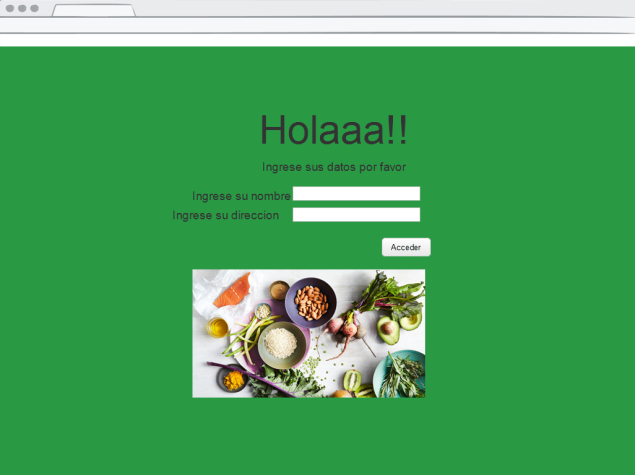 Holaaa!!
Ingrese sus datos por favor
Ingrese su nombre
Ingrese su direccion
Acceder